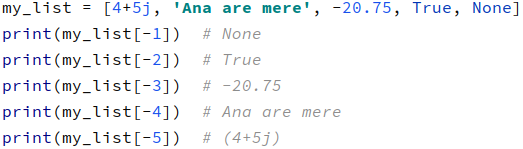 my_list = [4+5j, 'Ana are mere', -20.75, True, None]
print(my_list[-1])  # None
print(my_list[-2])  # True
print(my_list[-3])  # -20.75
print(my_list[-4])  # Ana are mere
print(my_list[-5])  # (4+5j)